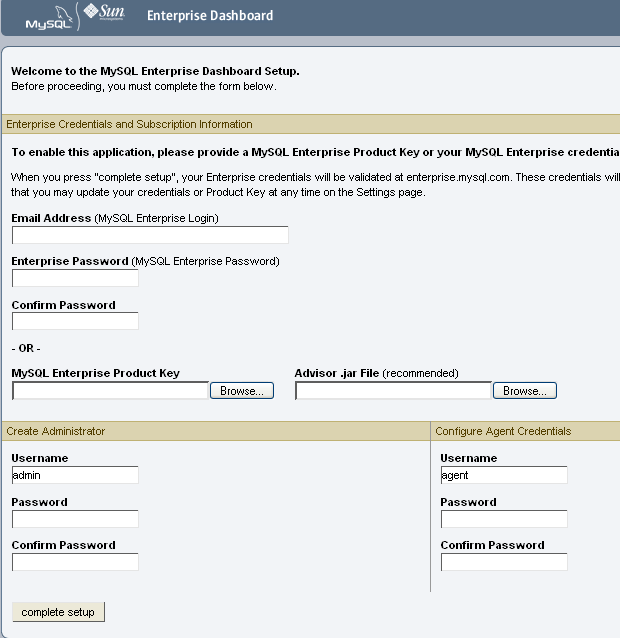 MySQL Sun microsystems Enterprise Dashboard
Welcome to the MySQL Enterprise Dashboard Setup.
Before proceeding, you must complete the form below.
Enterprise Credentials and Subscription Information
To enable this application, please provide a MySQL Enterprise Product Key or your MySQL Enterprise credentia
When you press "complete setup", your Enterprise credentials will be validated at enterprise.mysql.com. These credentials will
that you may update your credentials or Product Key at any time on the Settings page.
Email Address (MySQL Enterprise Login)
Enterprise Password (MySQL Enterprise Password)
Confirm Password
- OR -
MySQL Enterprise Product Key Advisor .jar File (recommended)
Browse... Browse...
Create Administrator Configure Agent Credentials
Username Username
admin agent
Password Password
Confirm Password Confirm Password
complete setup